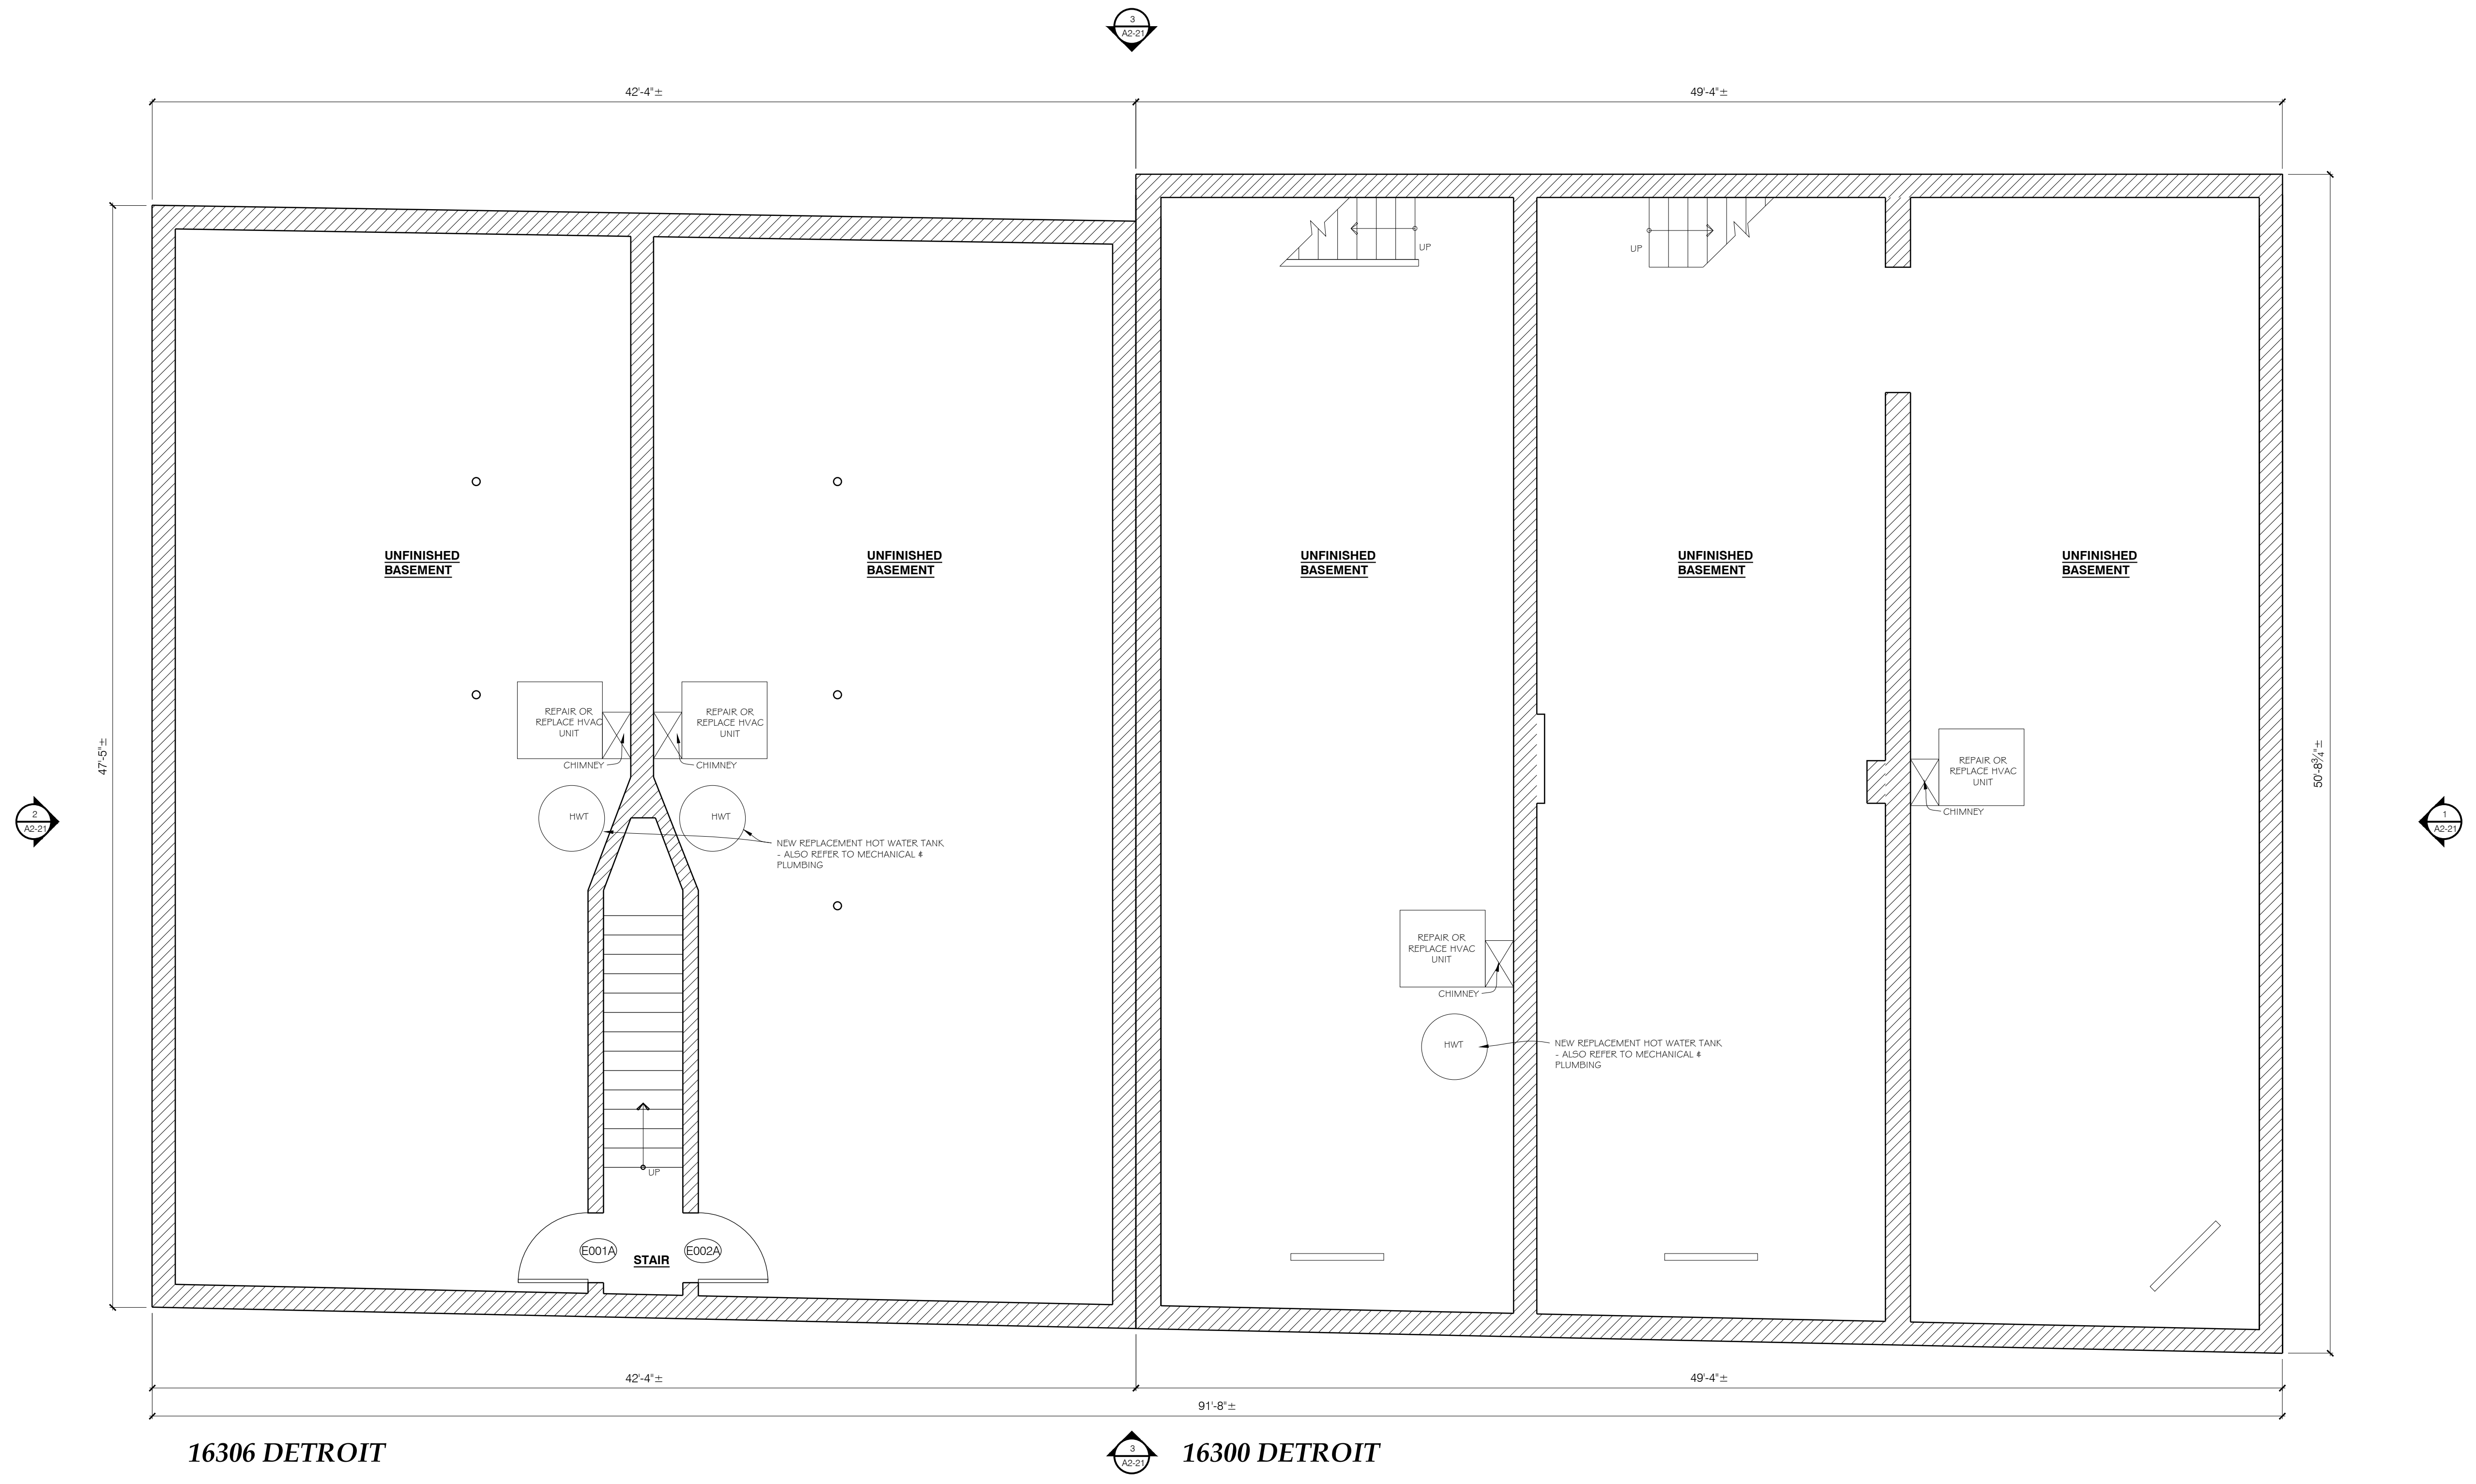 3
A2-21
42'-4"±
49'-4"±
UP
UP
UNFINISHED
BASEMENT
UNFINISHED
BASEMENT
UNFINISHED
BASEMENT
UNFINISHED
BASEMENT
UNFINISHED
BASEMENT
47'-5"±
50'-8¾"±
REPAIR OR
REPLACE HVAC
UNIT
REPAIR OR
REPLACE HVAC
UNIT
CHIMNEY
CHIMNEY
REPAIR OR
REPLACE HVAC
UNIT
CHIMNEY
2
A2-21
1
A2-21
HWT
HWT
NEW REPLACEMENT HOT WATER TANK
- ALSO REFER TO MECHANICAL &
PLUMBING
REPAIR OR
REPLACE HVAC
UNIT
CHIMNEY
HWT
NEW REPLACEMENT HOT WATER TANK
- ALSO REFER TO MECHANICAL &
PLUMBING
UP
E001A
E002A
STAIR
42'-4"±
49'-4"±
91'-8"±
16306 DETROIT
3
A2-21
16300 DETROIT